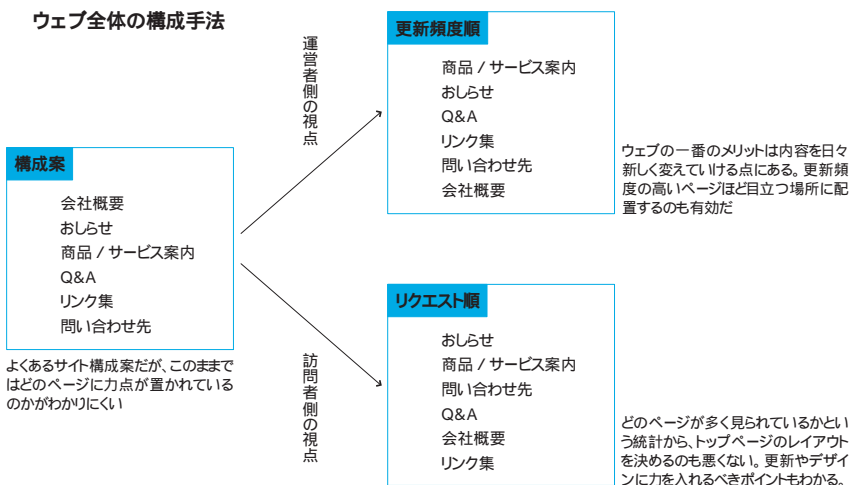 ウェブ全体の構成手法
構成案
会社概要
おしらせ
商品 / サービス案内
Q&A
リンク集
問い合わせ先
よくあるサイト構成案だが、このままで
はどのページに力点が置かれている
のかがわかりにくい
運営者側の視点
更新頻度順
商品 / サービス案内
おしらせ
Q&A
リンク集
問い合わせ先
会社概要
ウェブの一番のメリットは内容を日々
新しく変えていける点にある。更新頻
度の高いページほど目立つ場所に配
置するのも有効だ
訪問者側の視点
リクエスト順
おしらせ
商品 / サービス案内
問い合わせ先
Q&A
会社概要
リンク集
どのページが多く見られているかとい
う統計から、トップページのレイアウト
を決めるのも悪くない。更新やデザイ
ンに力を入れるべきポイントもわかる。